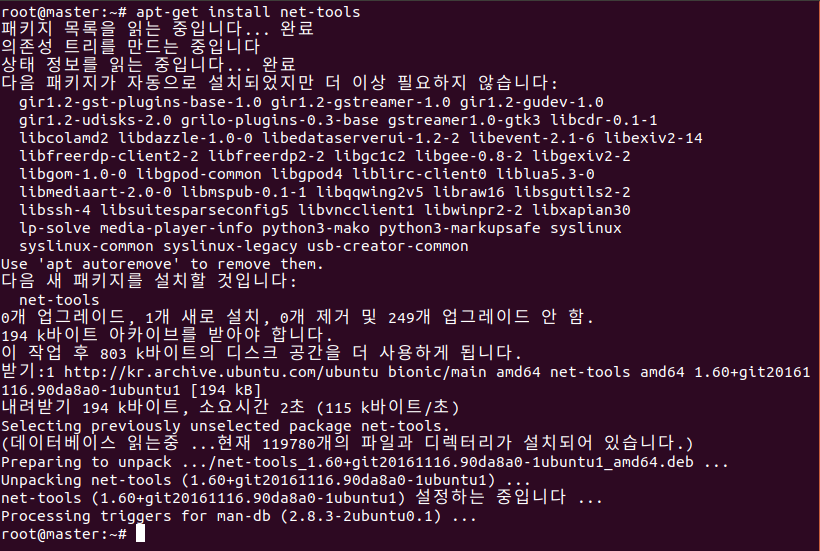 root@master:~# apt-get install net-tools
패키지 목록을 읽는 중입니다... 완료
의존성 트리를 만드는 중입니다
상태 정보를 읽는 중입니다... 완료
다음 패키지가 자동으로 설치되었지만 더 이상 필요하지 않습니다:
  gir1.2-gst-plugins-base-1.0 gir1.2-gstreamer-1.0 gir1.2-gudev-1.0
  gir1.2-udisks-2.0 grilo-plugins-0.3-base gstreamer1.0-gtk3 libcdr-0.1-1
  libcolamd2 libdazzle-1.0-0 libedataserverui-1.2-2 libevent-2.1-6 libexiv2-14
  libfreerdp-client2-2 libfreerdp2-2 libgc1c2 libgee-0.8-2 libgexiv2-2
  libgom-1.0-0 libgpod-common libgpod4 liblirc-client0 liblua5.3-0
  libmediaart-2.0-0 libmspub-0.1-1 libqqwing2v5 libraw16 libsgutils2-2
  libssh-4 libsuitesparseconfig5 libvncclient1 libwinpr2-2 libxapian30
  lp-solve media-player-info python3-mako python3-markupsafe syslinux
  syslinux-common syslinux-legacy usb-creator-common
Use 'apt autoremove' to remove them.
다음 새 패키지를 설치할 것입니다:
  net-tools
0개 업그레이드, 1개 새로 설치, 0개 제거 및 249개 업그레이드 안 함.
194 k바이트 아카이브를 받아야 합니다.
이 작업 후 803 k바이트의 디스크 공간을 더 사용하게 됩니다.
받기:1 http://kr.archive.ubuntu.com/ubuntu bionic/main amd64 net-tools amd64 1.60+git20161
116.90da8a0-1ubuntu1 [194 kB]
내려받기 194 k바이트, 소요시간 2초 (115 k바이트/초)
Selecting previously unselected package net-tools.
(데이터베이스 읽는중 ...현재 119780개의 파일과 디렉터리가 설치되어 있습니다.)
Preparing to unpack .../net-tools_1.60+git20161116.90da8a0-1ubuntu1_amd64.deb ...
Unpacking net-tools (1.60+git20161116.90da8a0-1ubuntu1) ...
net-tools (1.60+git20161116.90da8a0-1ubuntu1) 설정하는 중입니다 ...
Processing triggers for man-db (2.8.3-2ubuntu0.1) ...
root@master:~#